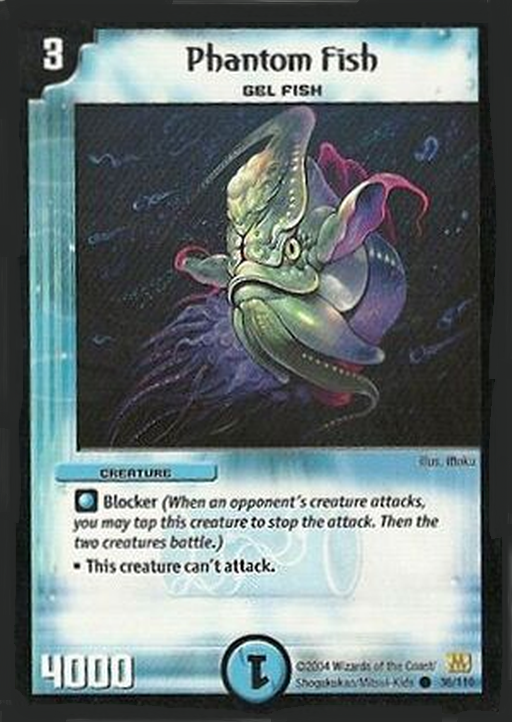 3
Phantom Fish
GEL FISH
illus. Iftoku
CREATURE
Blocker (When an opponent's creature attacks,
you may tap this creature to stop the attack. Then the
two creatures battle.)
▪ This creature can't attack.
4000
1
©2004 Wizards of the Coast/
Shogakukan/Mitsui-Kids 36/110